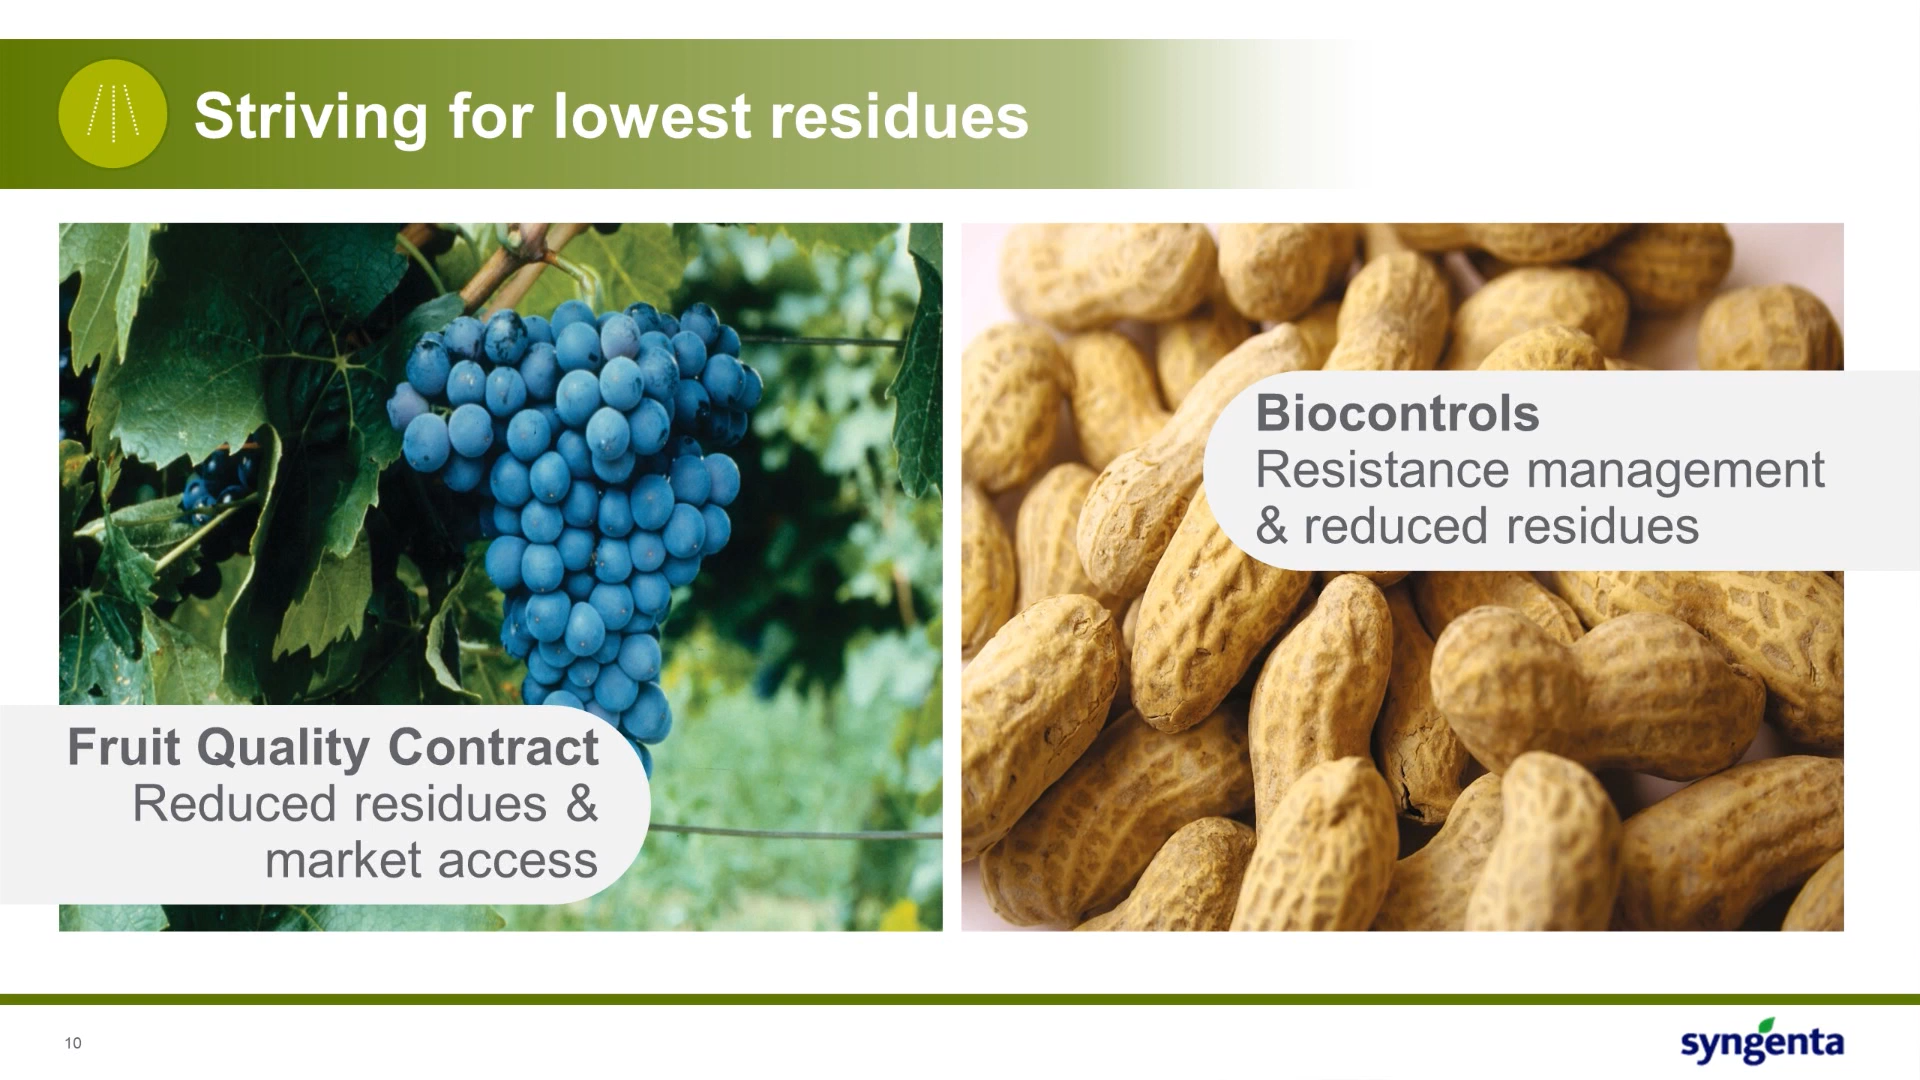 Striving for lowest residues
Fruit Quality Contract
Reduced residues &
market access
Biocontrols
Resistance management
& reduced residues
10
syngenta